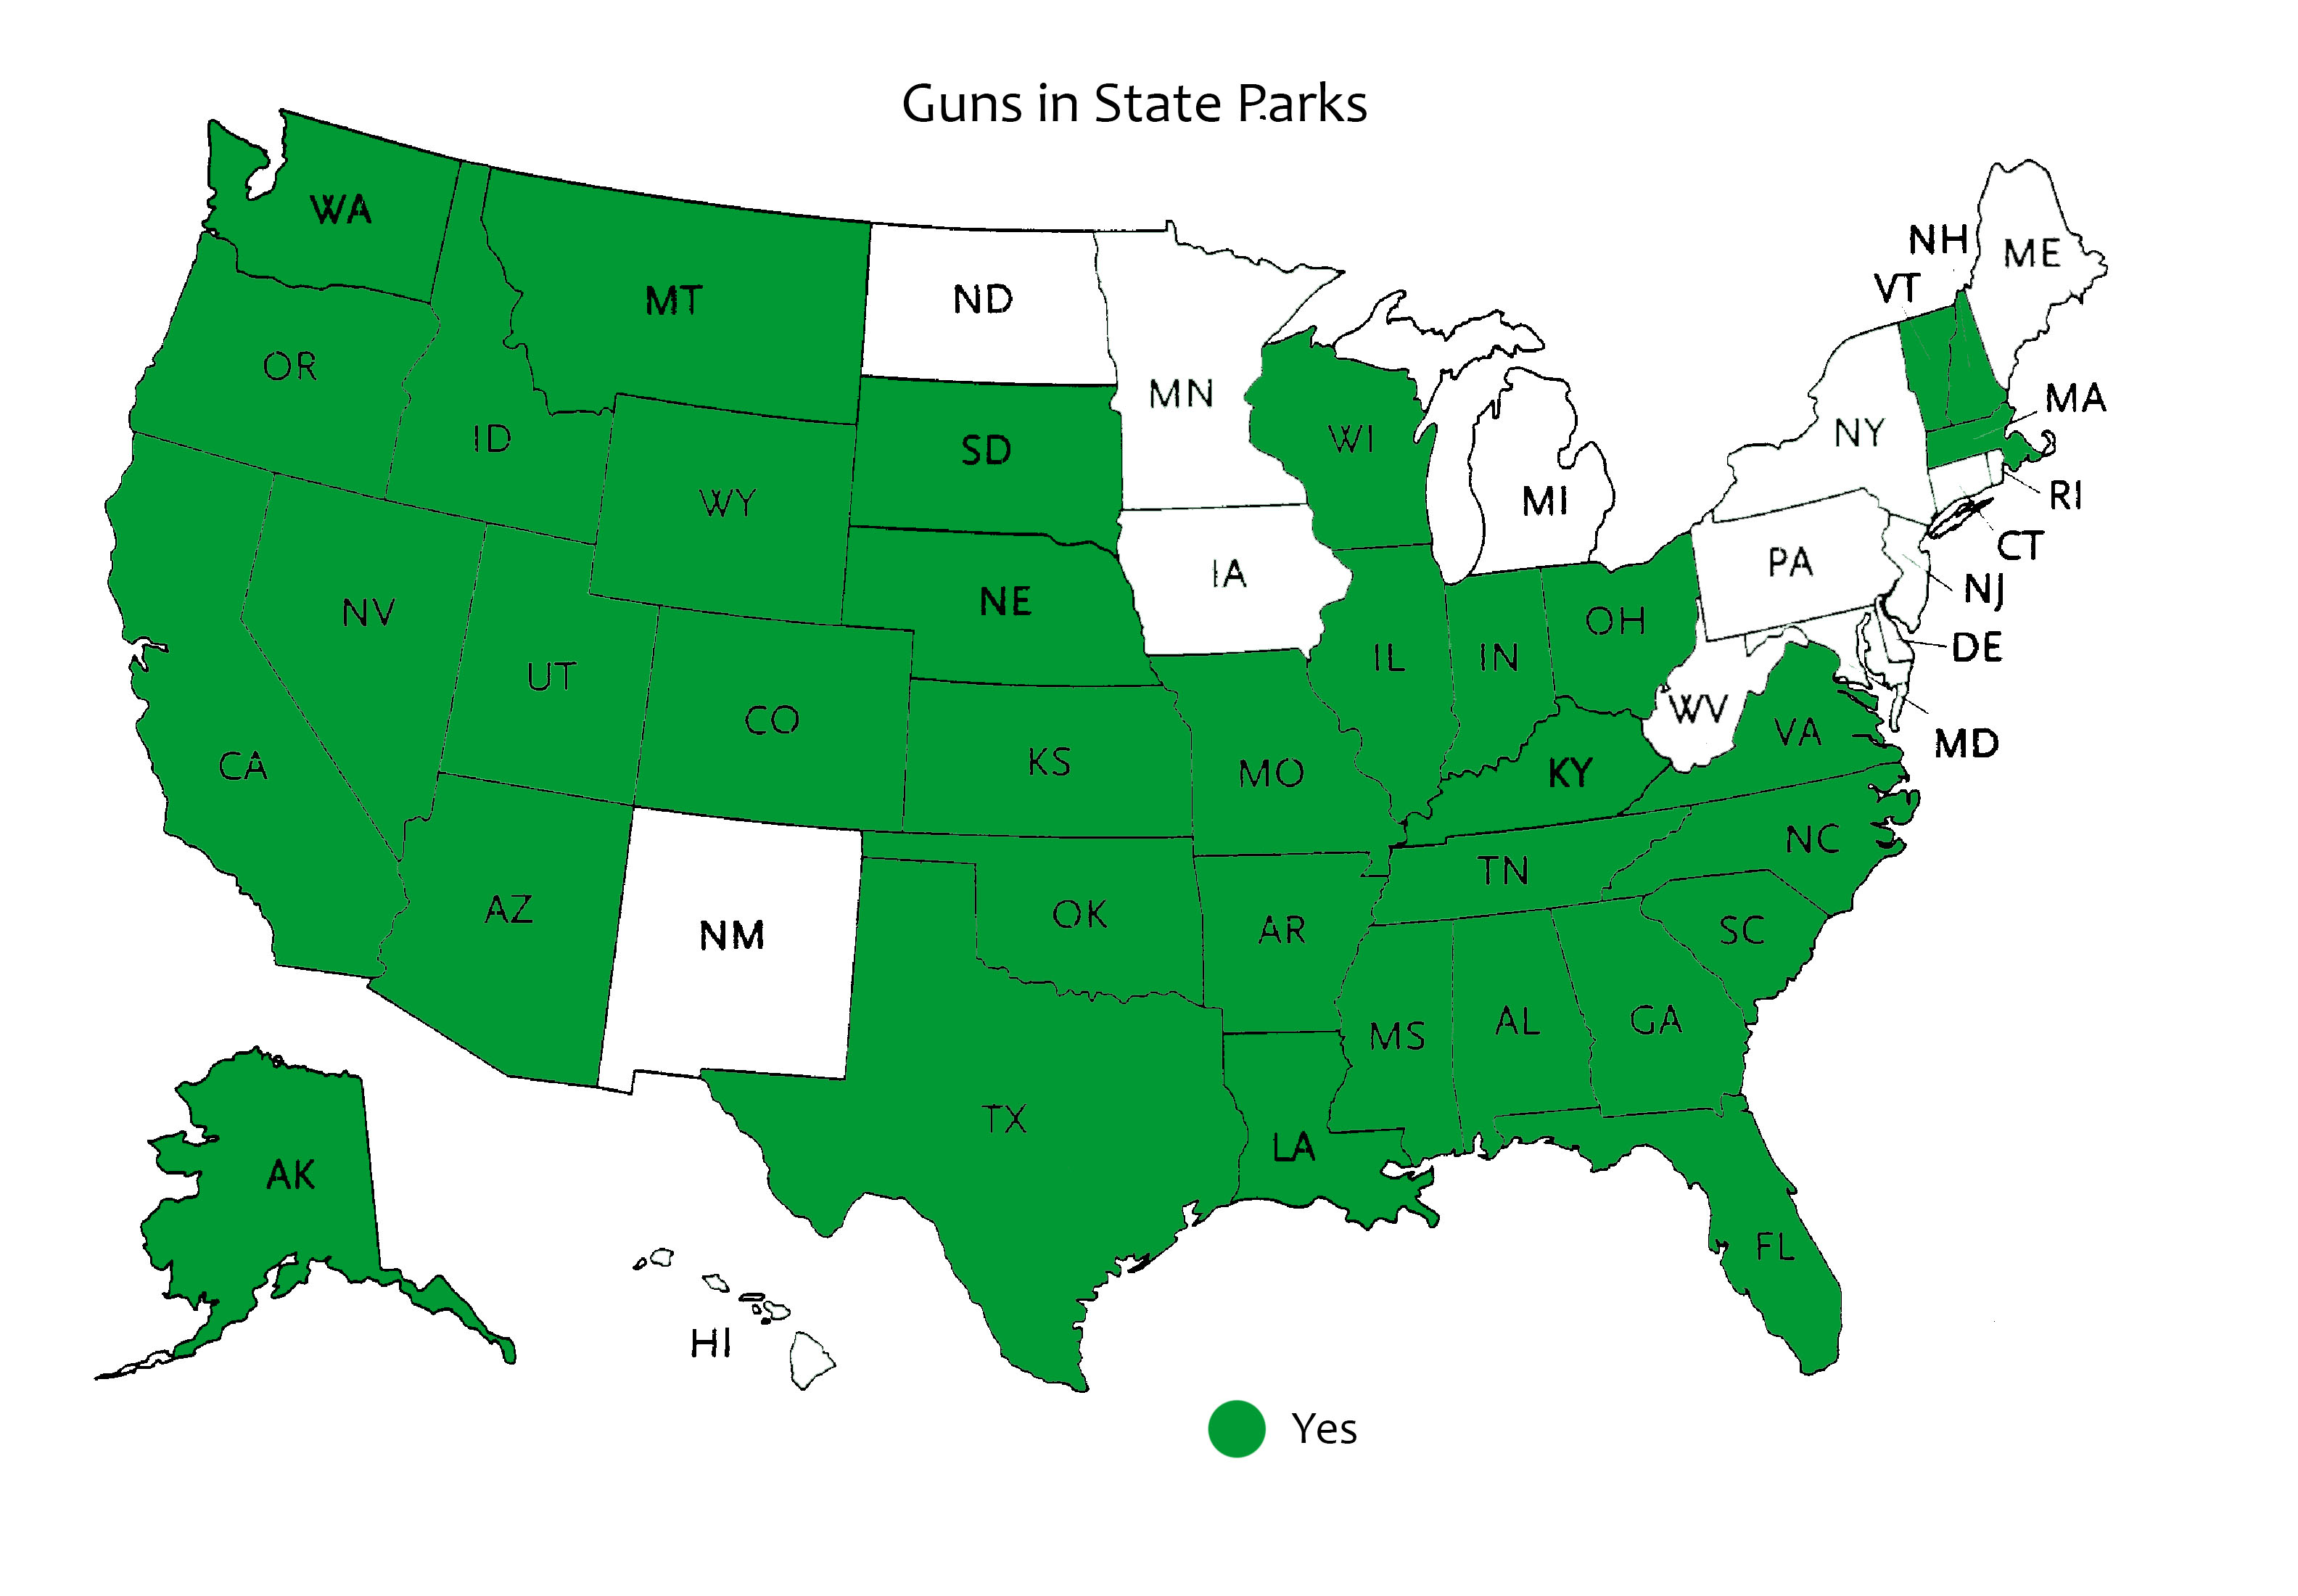 Guns in State Parks
WA
NH
ME
VT
MT
ND
OR
MN
MA
ID
SD
WI
NY
WY
MI
RI
CT
IA
PA
NE
NV
NJ
OH
DE
UT
IL
IN
WV
CO
VA
MD
CA
KS
MO
KY
NC
TN
AZ
OK
AR
SC
NM
MS
AL
GA
TX
LA
AK
FL
HI
Yes